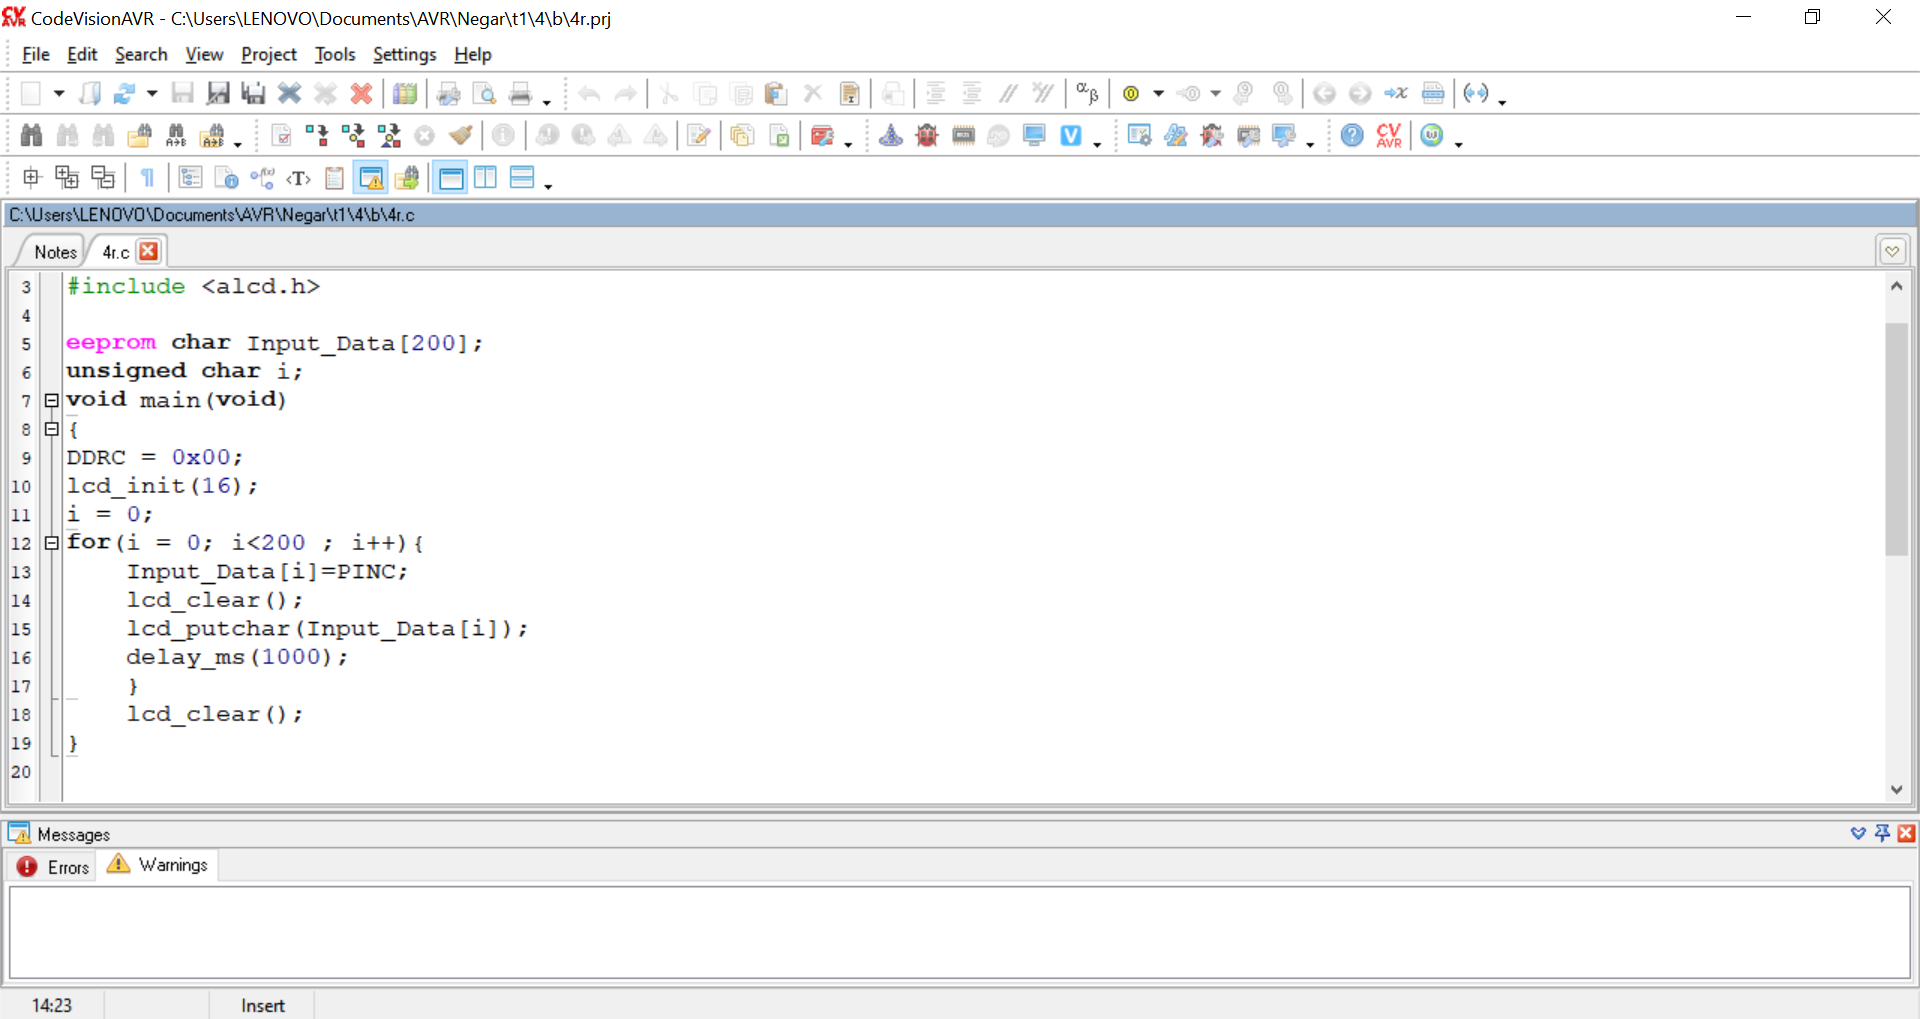 CodeVisionAVR - C:\Users\LENOVO\Documents\AVR\Negar\t1\4\b\4r.prj
File Edit Search View Project Tools Settings Help
C:\Users\LENOVO\Documents\AVR\Negar\t1\4\b\4r.c
Notes 4r.c
3 #include <alcd.h>
4
5 eeprom char Input_Data[200];
6 unsigned char i;
7 void main(void)
8 {
9 DDRC = 0x00;
10 lcd_init(16);
11 i = 0;
12 for(i = 0; i<200 ; i++){
13 Input_Data[i]=PINC;
14 lcd_clear();
15 lcd_putchar(Input_Data[i]);
16 delay_ms(1000);
17 }
18 lcd_clear();
19 }
20
Messages
Errors Warnings
14:23 Insert